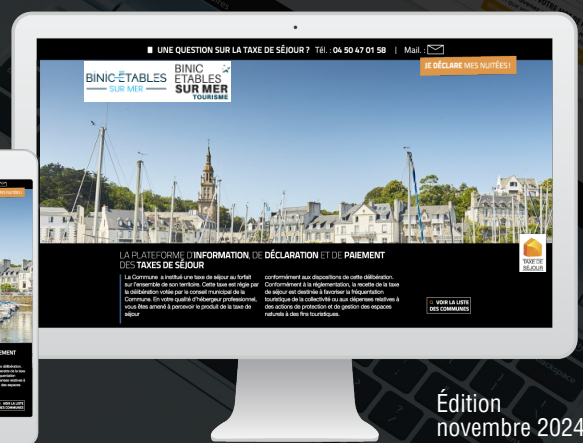 UNE QUESTION SUR LA TAXE DE SÉJOUR ? Tél. : 04 50 47 01 58 | Mail. :
JE DÉCLARE MES NUITÉES !
BINIC-ÉTABLES
SUR MER
BINIC
ETABLES
SUR MER
TOURISME
LA PLATEFORME D'INFORMATION, DE DÉCLARATION ET DE PAIEMENT
DES TAXES DE SÉJOUR
La Commune a institué une taxe de séjour au forfait
sur l'ensemble de son territoire. Cette taxe est régie par
la délibération votée par le conseil municipal de la
Commune. En votre qualité d'hébergeur professionnel,
vous êtes amené à percevoir le produit de la taxe de
séjour
conformément aux dispositions de cette délibération.
Conformément à la réglementation, la recette de la taxe
de séjour est destinée à favoriser la fréquentation
touristique de la collectivité ou aux dépenses relatives à
des actions de protection et de gestion des espaces
naturels à des fins touristiques.
TAXE DE
SÉJOUR
VOIR LA LISTE
DES COMMUNES
EMENT
VOIR LA LISTE
DES COMMUNES
Édition
novembre 2024